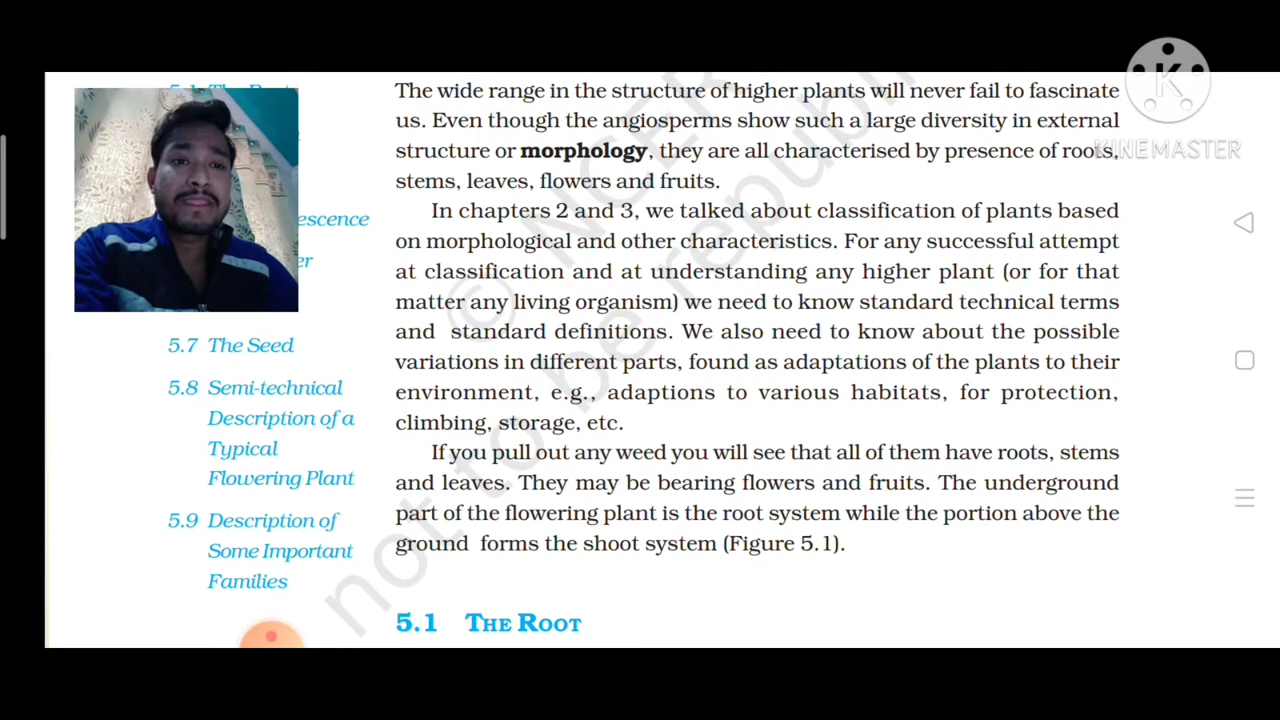 The wide range in the structure of higher plants will never fail to fascinate
us. Even though the angiosperms show such a large diversity in external
structure or morphology, they are all characterised by presence of roots,
stems, leaves, flowers and fruits.
In chapters 2 and 3, we talked about classification of plants based
on morphological and other characteristics. For any successful attempt
at classification and at understanding any higher plant (or for that
matter any living organism) we need to know standard technical terms
and standard definitions. We also need to know about the possible
variations in different parts, found as adaptations of the plants to their
environment, e.g., adaptions to various habitats, for protection,
climbing, storage, etc.
If you pull out any weed you will see that all of them have roots, stems
and leaves. They may be bearing flowers and fruits. The underground
part of the flowering plant is the root system while the portion above the
ground forms the shoot system (Figure 5.1).
5.1 THE ROOT
escence
er
5.7 The Seed
5.8 Semi-technical
Description of a
Typical
Flowering Plant
5.9 Description of
Some Important
Families
K
KINEMASTER
© NCER
not to be republi